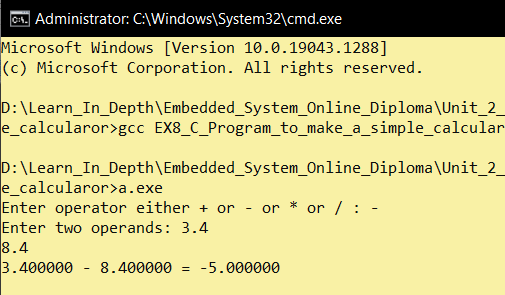 Administrator: C:\Windows\System32\cmd.exe
Microsoft Windows [Version 10.0.19043.1288]
(c) Microsoft Corporation. All rights reserved.
D:\Learn_In_Depth\Embedded_System_Online_Diploma\Unit_2_
e_calcularor>gcc EX8_C_Program_to_make_a_simple_calcular
D:\Learn_In_Depth\Embedded_System_Online_Diploma\Unit_2_
e_calcularor>a.exe
Enter operator either + or - or * or / : -
Enter two operands: 3.4
8.4
3.400000 - 8.400000 = -5.000000